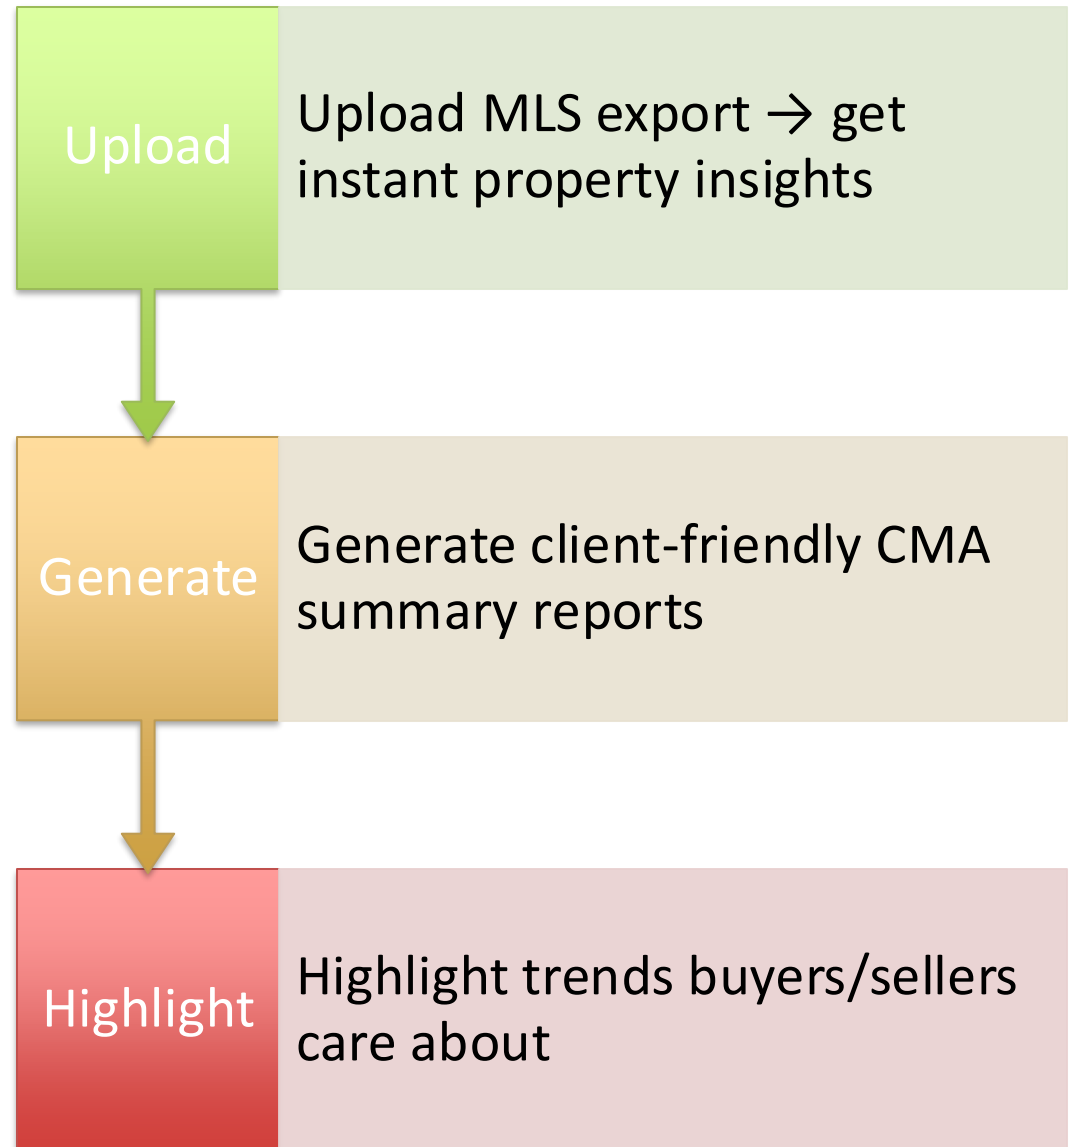 Upload
Upload MLS export → get
instant property insights
Generate
Generate client-friendly CMA
summary reports
Highlight
Highlight trends buyers/sellers
care about